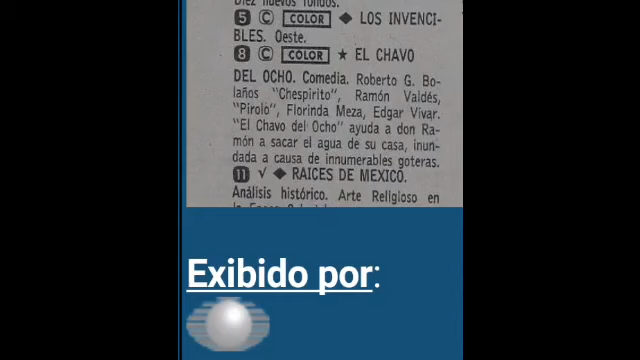 Diez nuevos fondos.
5 C COLOR ◆ LOS INVENCI-
BLES. Oeste.
8 C COLOR ★ EL CHAVO
DEL OCHO. Comedia. Roberto G. Bo-
laños "Chespirito", Ramón Valdés,
"Pirolo", Florinda Meza, Edgar Vivar.
"El Chavo del Ocho" ayuda a don Ra-
món a sacar el agua de su casa, inun-
dada a causa de innumerables goteras.
11 √ ◆ RAICES DE MEXICO.
Análisis histórico. Arte Religioso en
Exibido por: